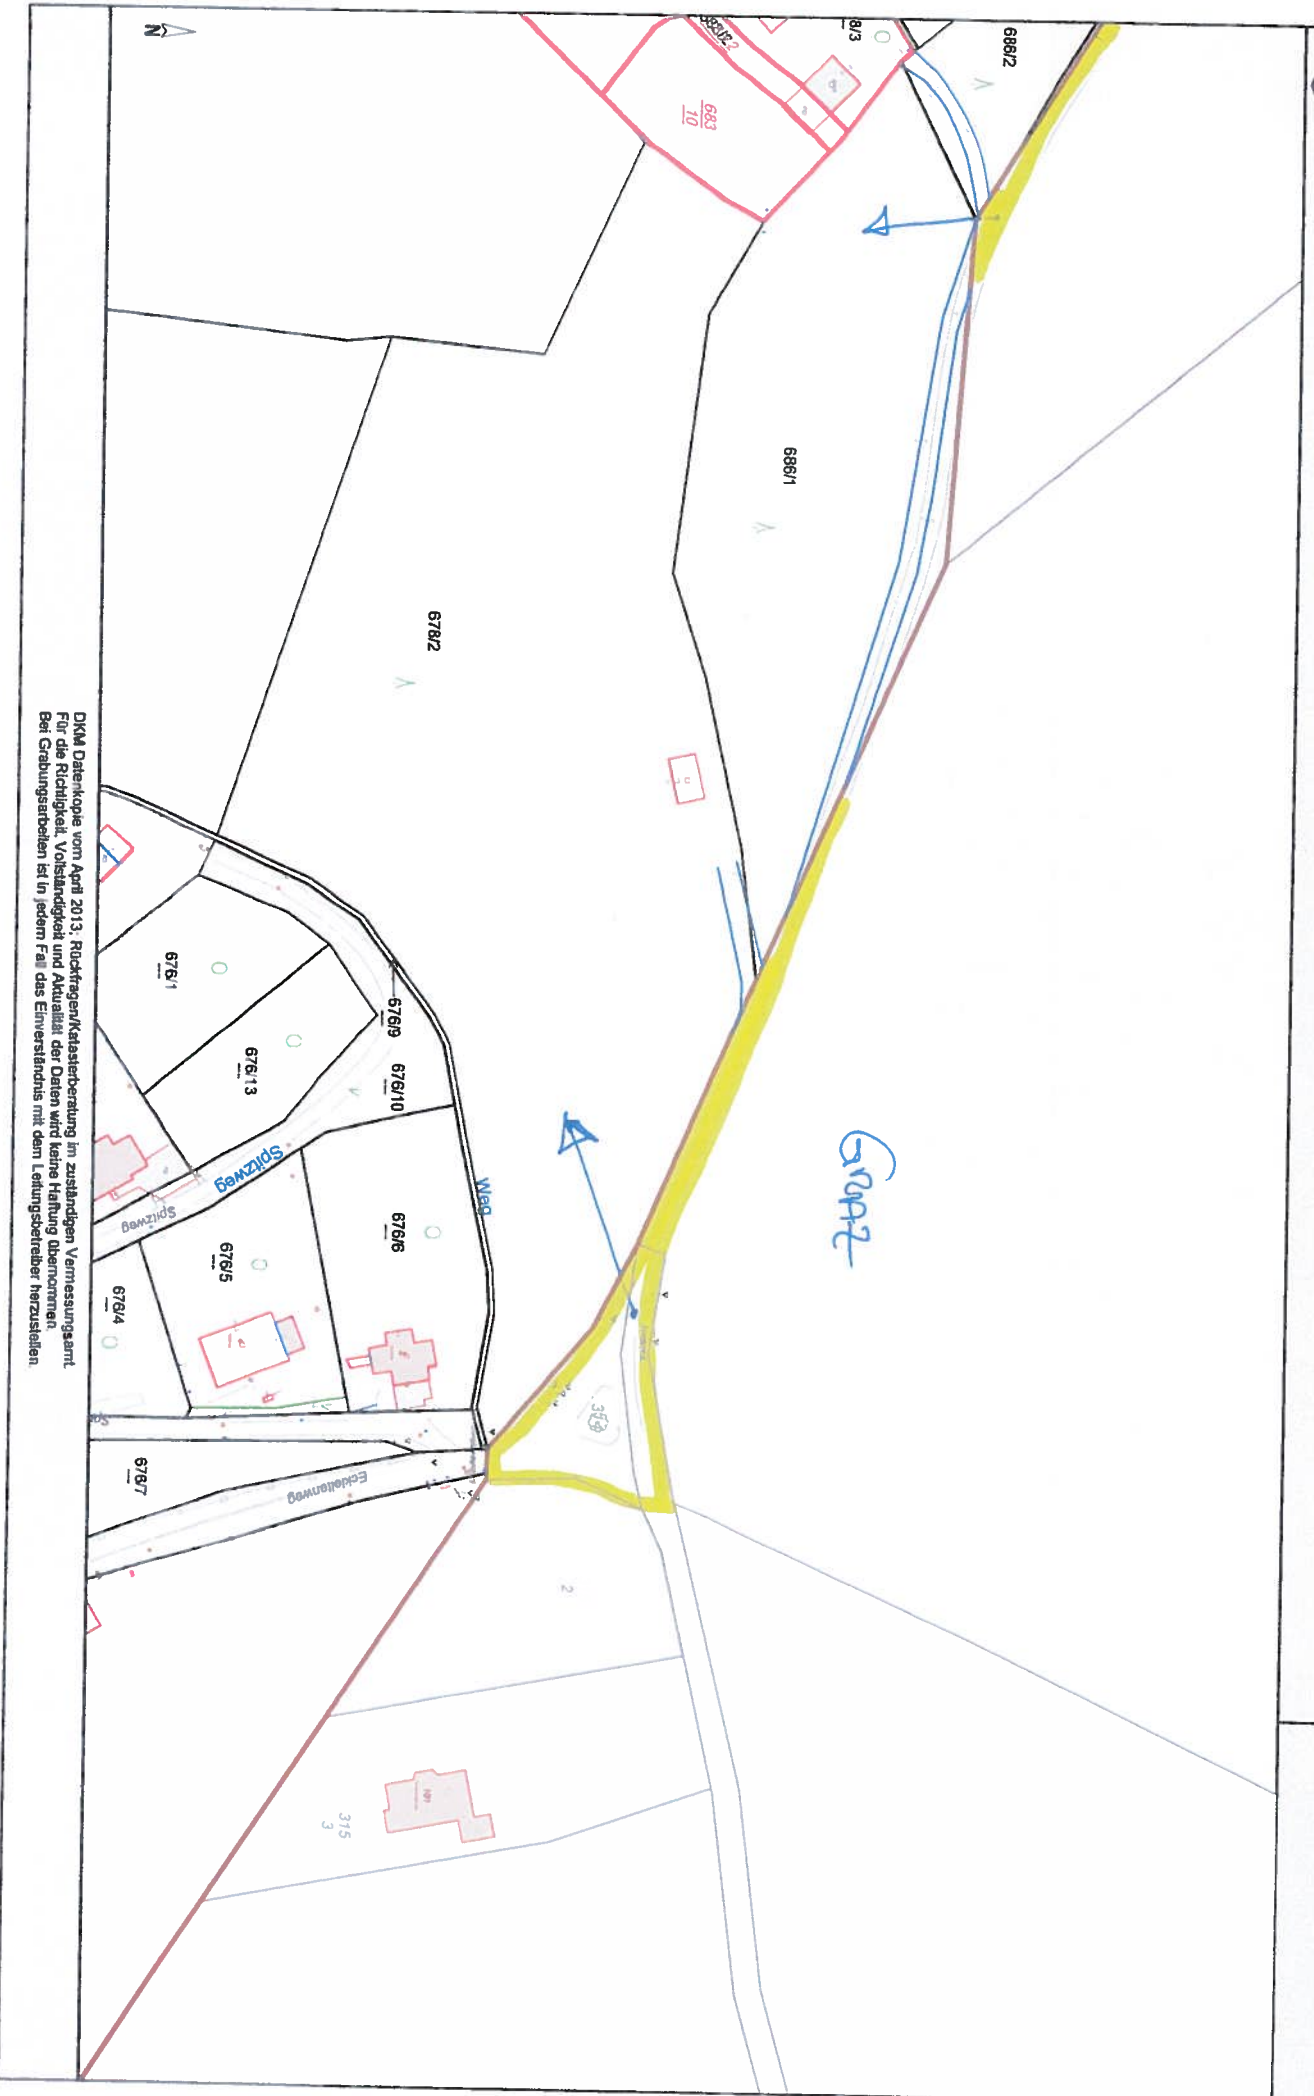 N
8/3
686/2
683
10
686/1
678/2
676/1
676/13
676/9
676/10
Spitzweg
Spitzweg
Weg
676/6
676/5
676/4
676/7
Eckleitenweg
GRAZ
2
315
3
DKM Datenkopie vom April 2013; Rückfragen/Katasterberatung im zuständigen Vermessungsamt.
Für die Richtigkeit, Vollständigkeit und Aktualität der Daten wird keine Haftung übernommen.
Bei Grabungsarbeiten ist in jedem Fall das Einverständnis mit dem Leitungsbetreiber herzustellen.